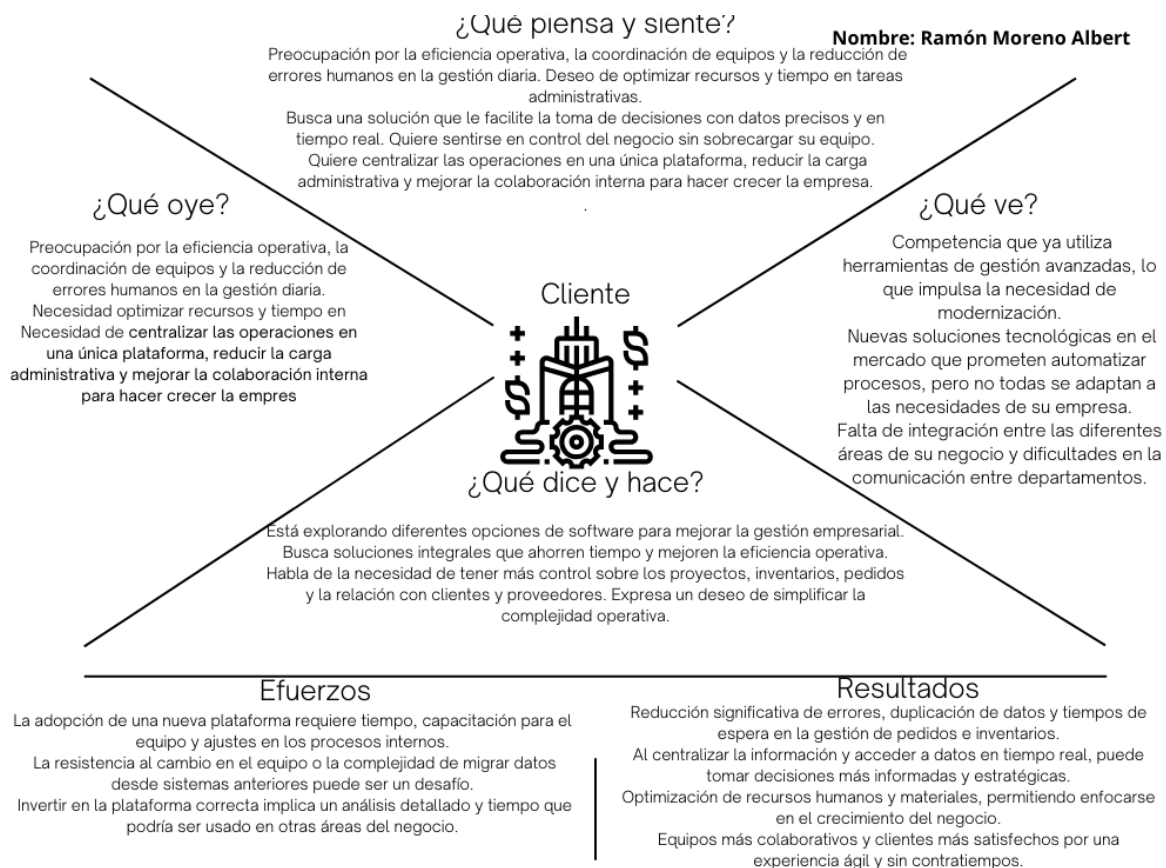 ¿Qué piensa y siente?
Nombre: Ramón Moreno Albert
Preocupación por la eficiencia operativa, la coordinación de equipos y la reducción de
errores humanos en la gestión diaria. Deseo de optimizar recursos y tiempo en tareas
administrativas.
Busca una solución que le facilite la toma de decisiones con datos precisos y en
tiempo real. Quiere sentirse en control del negocio sin sobrecargar su equipo.
Quiere centralizar las operaciones en una única plataforma, reducir la carga
administrativa y mejorar la colaboración interna para hacer crecer la empresa.
.
¿Qué oye?
Preocupación por la eficiencia operativa, la
coordinación de equipos y la reducción de
errores humanos en la gestión diaria.
Necesidad optimizar recursos y tiempo en
Necesidad de centralizar las operaciones en
una única plataforma, reducir la carga
administrativa y mejorar la colaboración interna
para hacer crecer la empres
¿Qué ve?
Competencia que ya utiliza
herramientas de gestión avanzadas, lo
que impulsa la necesidad de
modernización.
Nuevas soluciones tecnológicas en el
mercado que prometen automatizar
procesos, pero no todas se adaptan a
las necesidades de su empresa.
Falta de integración entre las diferentes
áreas de su negocio y dificultades en la
comunicación entre departamentos.
Cliente
¿Qué dice y hace?
Está explorando diferentes opciones de software para mejorar la gestión empresarial.
Busca soluciones integrales que ahorren tiempo y mejoren la eficiencia operativa.
Habla de la necesidad de tener más control sobre los proyectos, inventarios, pedidos
y la relación con clientes y proveedores. Expresa un deseo de simplificar la
complejidad operativa.
Efuerzos
La adopción de una nueva plataforma requiere tiempo, capacitación para el
equipo y ajustes en los procesos internos.
La resistencia al cambio en el equipo o la complejidad de migrar datos
desde sistemas anteriores puede ser un desafío.
Invertir en la plataforma correcta implica un análisis detallado y tiempo que
podría ser usado en otras áreas del negocio.
Resultados
Reducción significativa de errores, duplicación de datos y tiempos de
espera en la gestión de pedidos e inventarios.
Al centralizar la información y acceder a datos en tiempo real, puede
tomar decisiones más informadas y estratégicas.
Optimización de recursos humanos y materiales, permitiendo enfocarse
en el crecimiento del negocio.
Equipos más colaborativos y clientes más satisfechos por una
experiencia ágil y sin contratiempos.